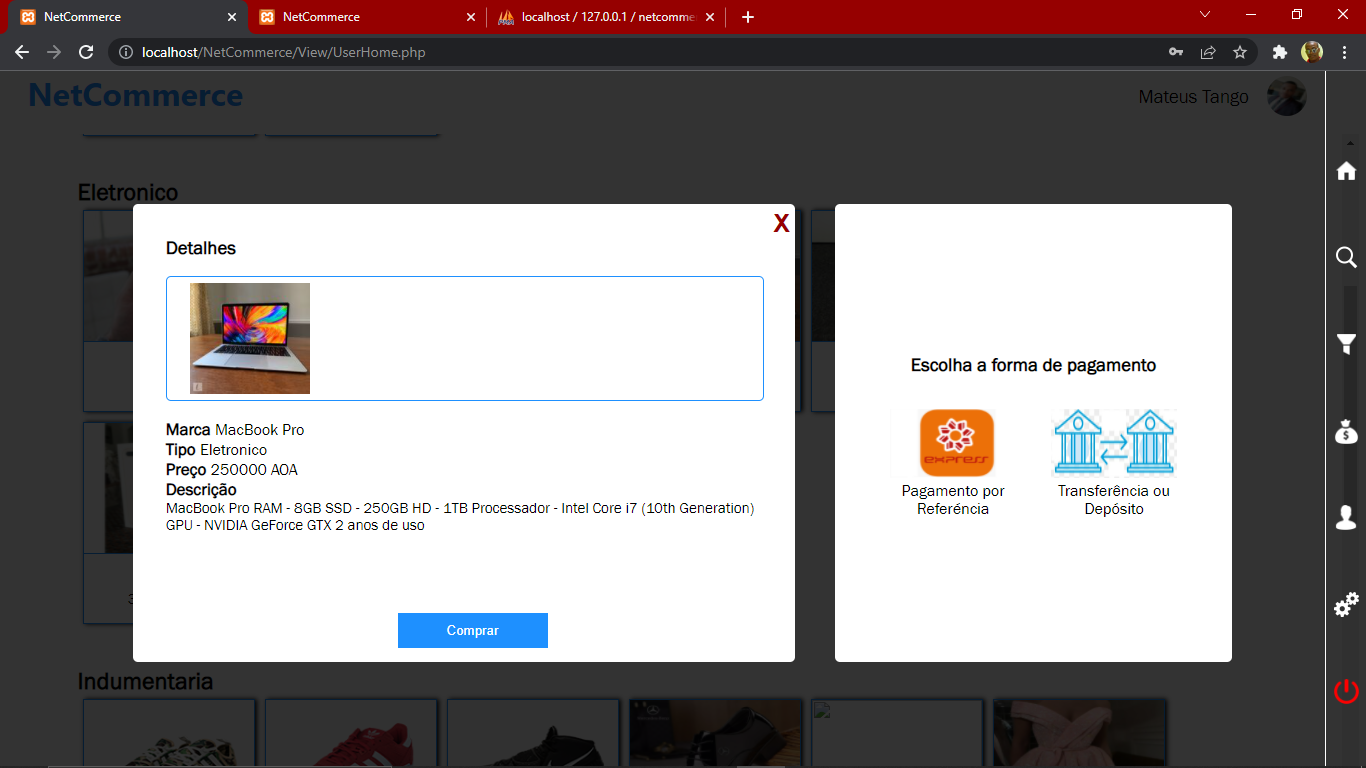 NetCommerce
NetCommerce
localhost / 127.0.0.1 / netcomme
localhost/NetCommerce/View/UserHome.php
NetCommerce
Mateus Tango
Eletronico
X
Detalhes
Marca MacBook Pro
Tipo Eletronico
Preço 250000 AOA
Descrição
MacBook Pro RAM - 8GB SSD - 250GB HD - 1TB Processador - Intel Core i7 (10th Generation)
GPU - NVIDIA GeForce GTX 2 anos de uso
Comprar
Escolha a forma de pagamento
express
Pagamento por
Referéncia
Transferência ou
Depósito
Indumentaria